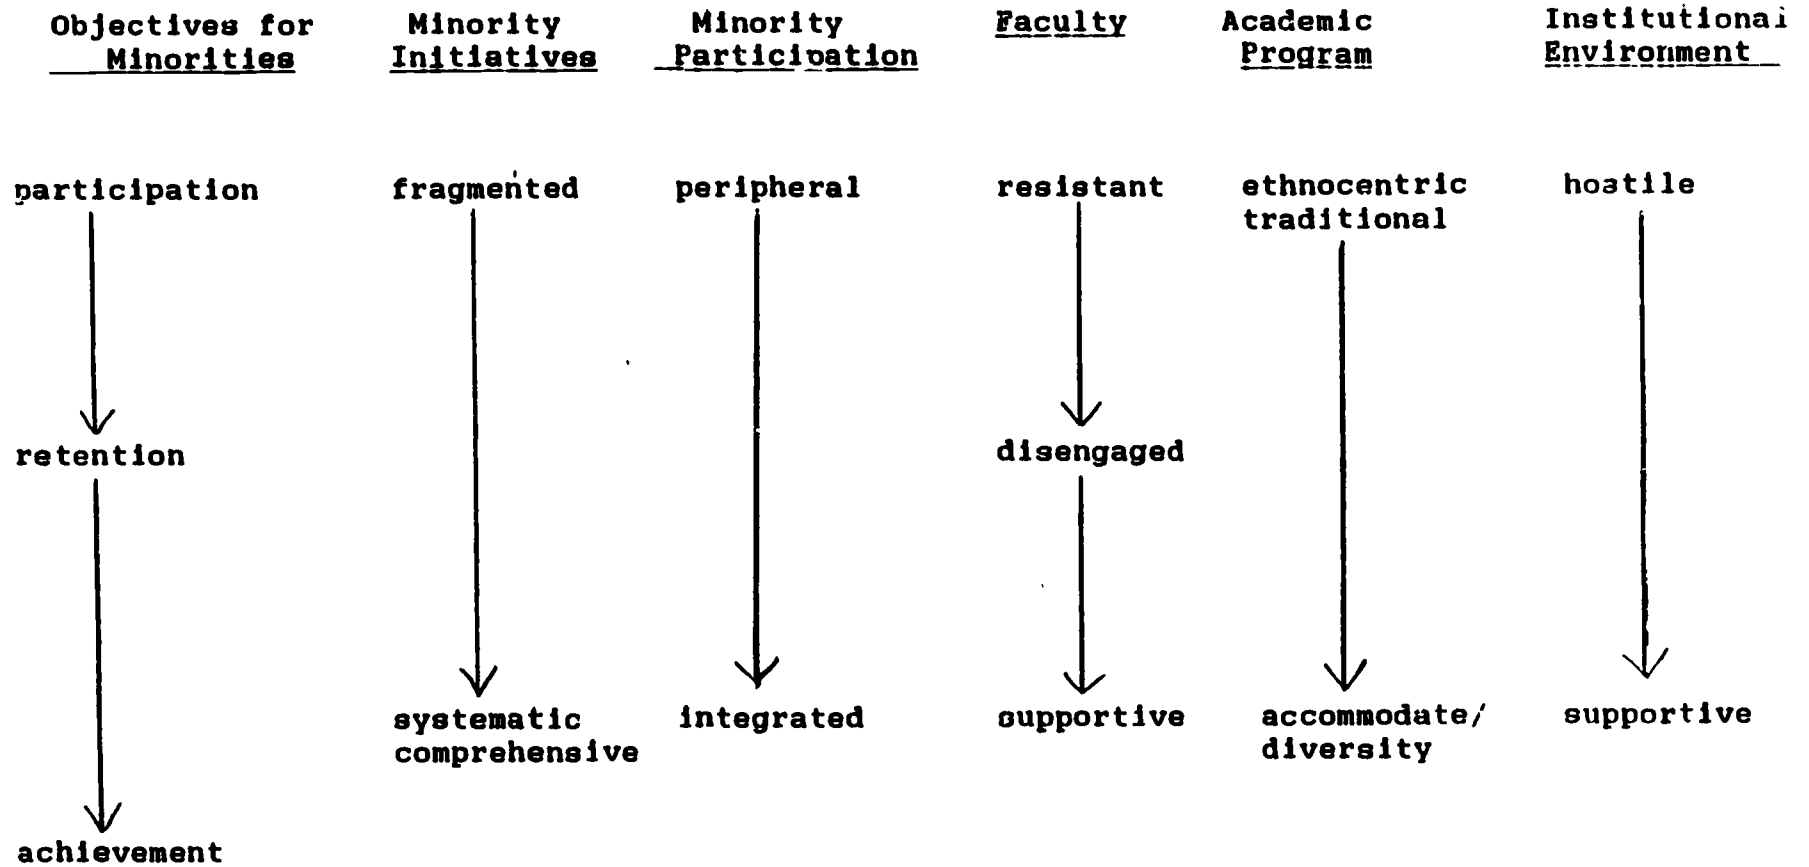 Objectives for
Minorities
Minority
Initiatives
Minority
Participation
Faculty
Academic
Program
Institutional
Environment
participation
fragmented
peripheral
resistant
ethnocentric
traditional
hostile
retention
disengaged
systematic
comprehensive
integrated
supportive
accommodate/
diversity
supportive
achievement